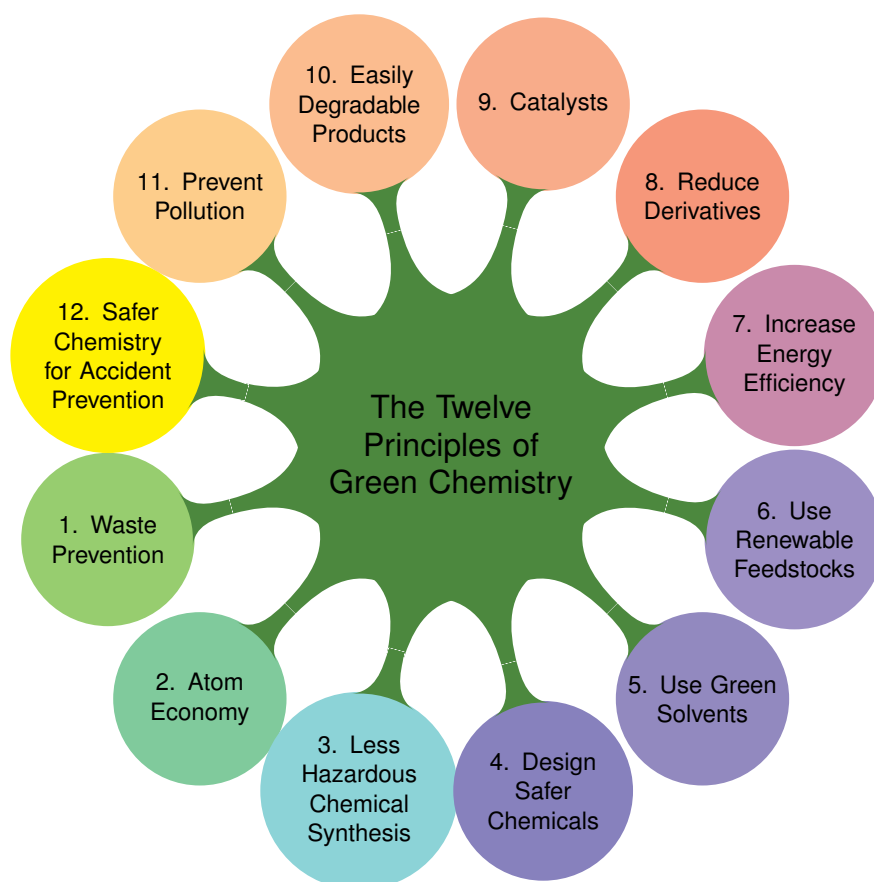 The Twelve
Principles of
Green Chemistry
1. Waste
Prevention
2. Atom
Economy
3. Less
Hazardous
Chemical
Synthesis
4. Design
Safer
Chemicals
5. Use Green
Solvents
6. Use
Renewable
Feedstocks
7. Increase
Energy
Efficiency
8. Reduce
Derivatives
9. Catalysts
10. Easily
Degradable
Products
11. Prevent
Pollution
12. Safer
Chemistry
for Accident
Prevention